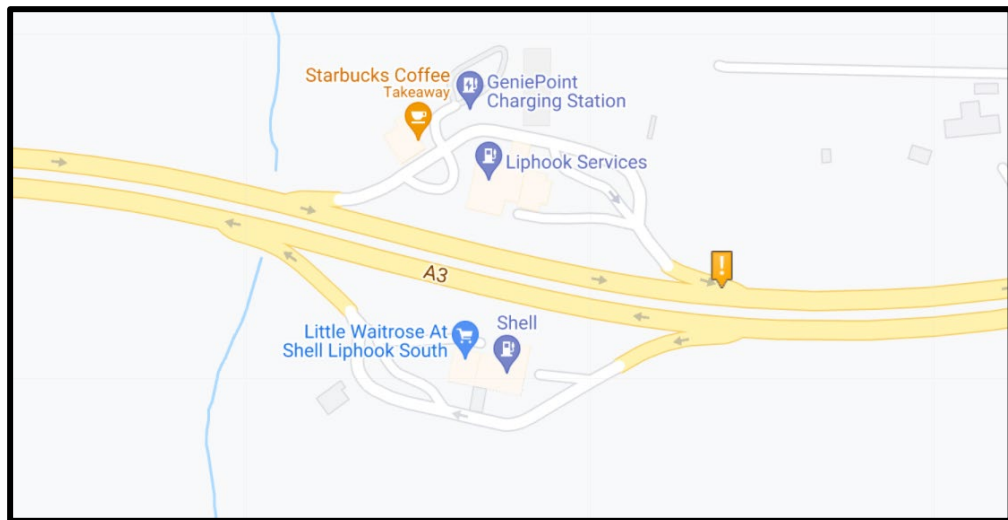 Starbucks Coffee
Takeaway
GeniePoint
Charging Station
Liphook Services
A3
Little Waitrose At
Shell Liphook South
Shell